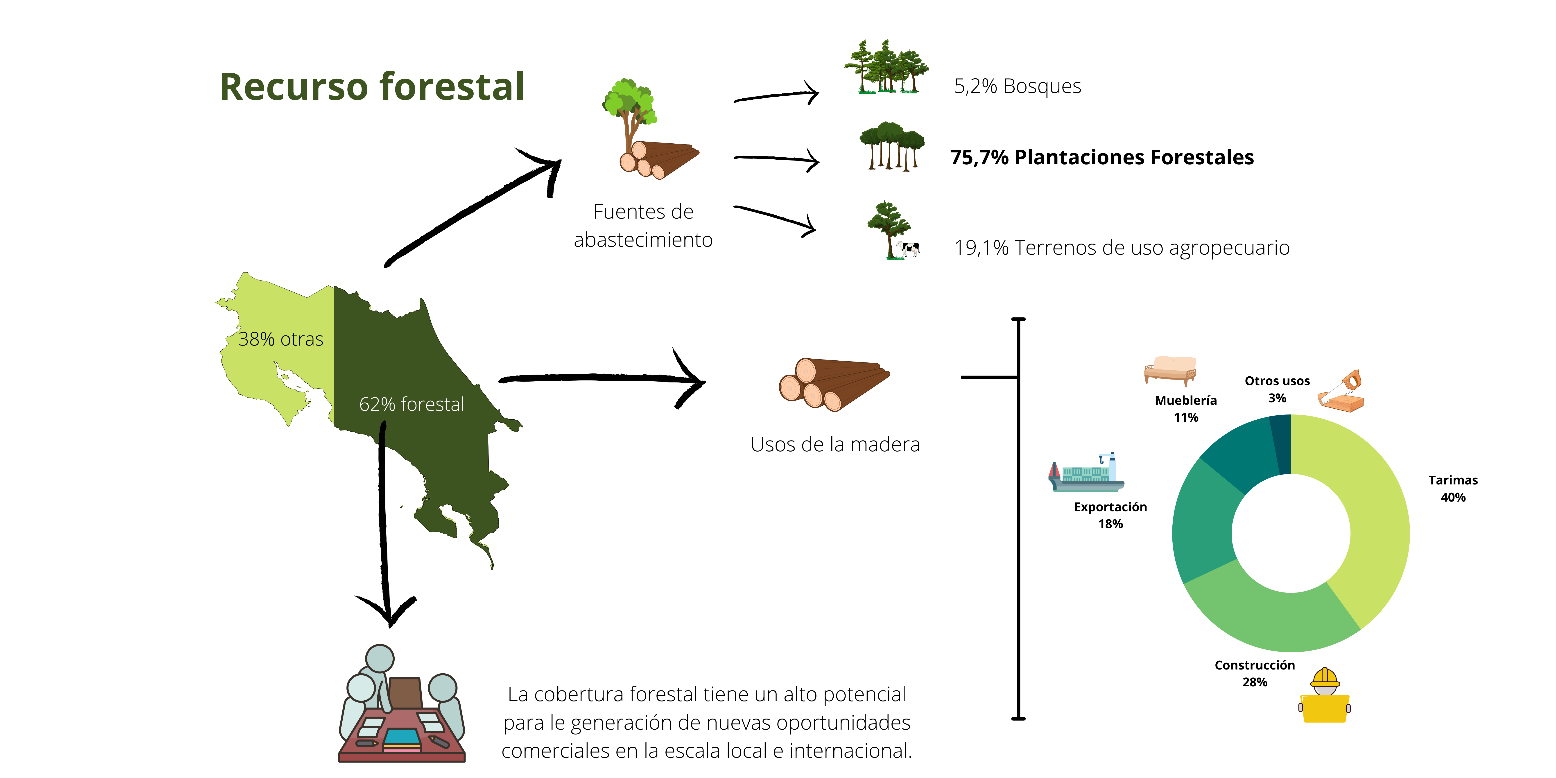 Recurso forestal
5,2% Bosques
75,7% Plantaciones Forestales
19,1% Terrenos de uso agropecuario
Fuentes de
abastecimiento
38% otras
62% forestal
Usos de la madera
Otros usos
3%
Mueblería
11%
Exportación
18%
Tarimas
40%
Construcción
28%
La cobertura forestal tiene un alto potencial
para le generación de nuevas oportunidades
comerciales en la escala local e internacional.